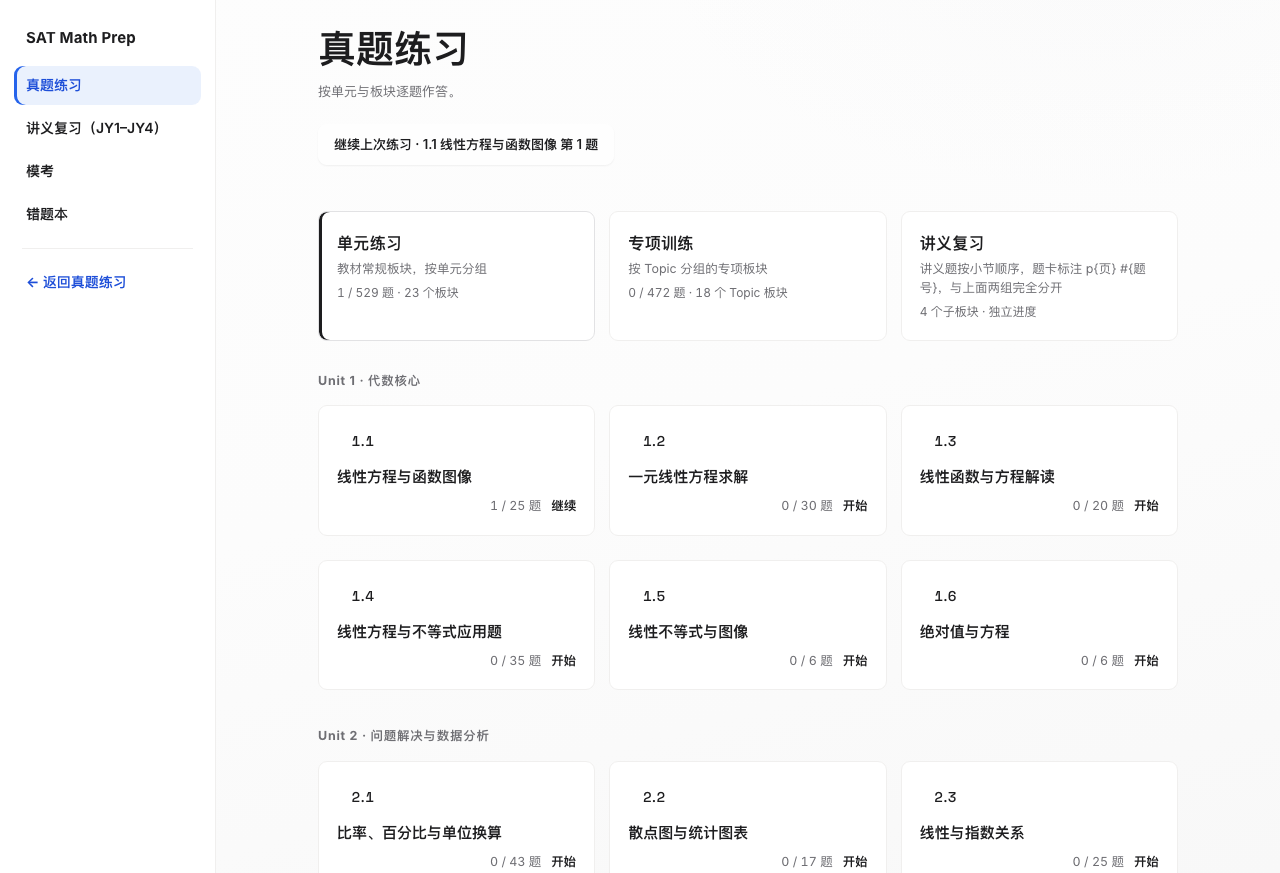 SAT Math Prep
真题练习
讲义复习（JY1–JY4）
模考
错题本
← 返回真题练习
真题练习
按单元与板块逐题作答。
继续上次练习 · 1.1 线性方程与函数图像 第 1 题
单元练习
教材常规板块，按单元分组
1 / 529 题 · 23 个板块
专项训练
按 Topic 分组的专项板块
0 / 472 题 · 18 个 Topic 板块
讲义复习
讲义题按小节顺序，题卡标注 p{页} #{题
号}，与上面两组完全分开
4 个子板块 · 独立进度
Unit 1 · 代数核心
1.1
线性方程与函数图像
1 / 25 题 继续
1.2
一元线性方程求解
0 / 30 题 开始
1.3
线性函数与方程解读
0 / 20 题 开始
1.4
线性方程与不等式应用题
0 / 35 题 开始
1.5
线性不等式与图像
0 / 6 题 开始
1.6
绝对值与方程
0 / 6 题 开始
Unit 2 · 问题解决与数据分析
2.1
比率、百分比与单位换算
0 / 43 题 开始
2.2
散点图与统计图表
0 / 17 题 开始
2.3
线性与指数关系
0 / 25 题 开始